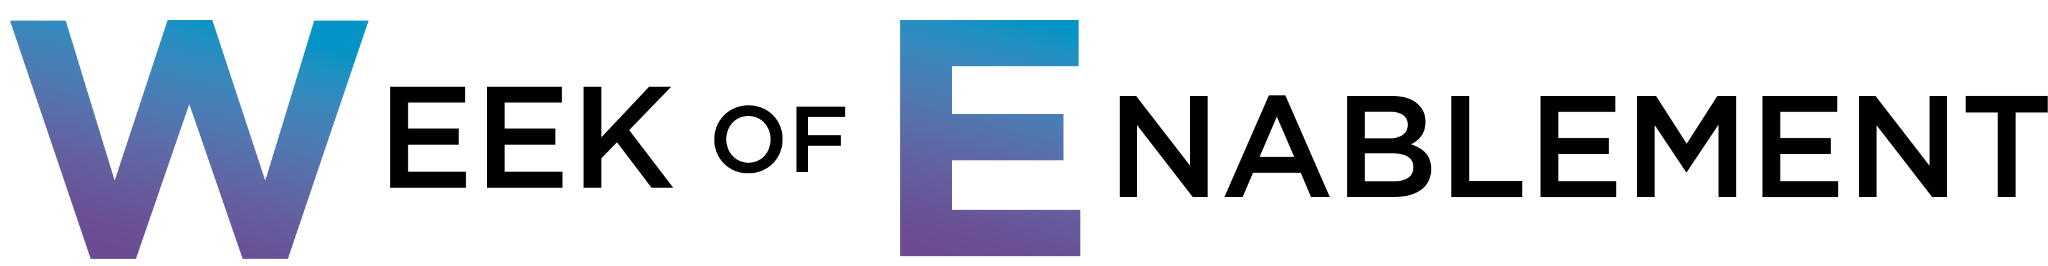 WEEK OF ENABLEMENT